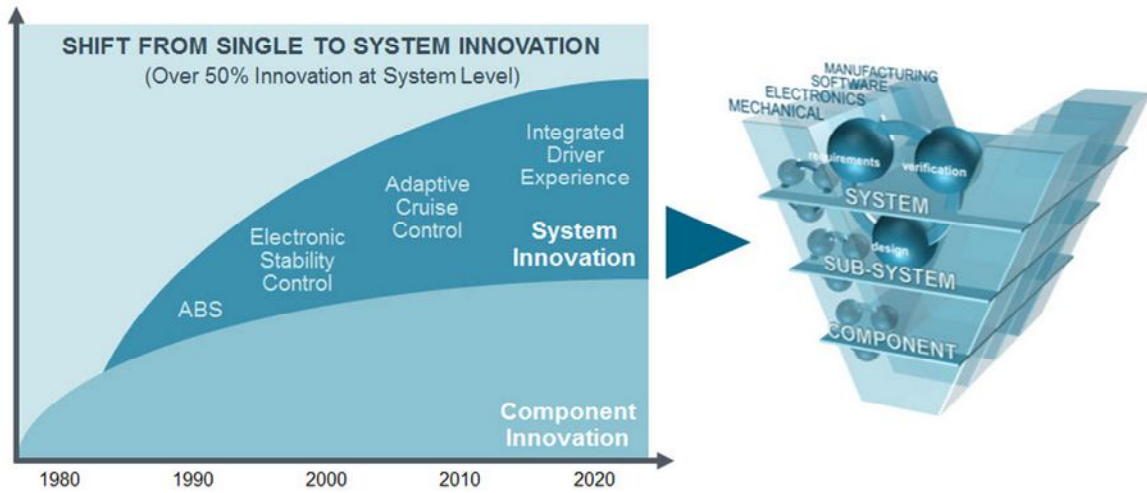 SHIFT FROM SINGLE TO SYSTEM INNOVATION
(Over 50% Innovation at System Level)
Integrated
Driver
Experience
Adaptive
Cruise
Control
System
Innovation
Electronic
Stability
Control
ABS
Component
Innovation
1980
1990
2000
2010
2020
MANUFACTURING
SOFTWARE
ELECTRONICS
MECHANICAL
requirements
verification
SYSTEM
design
SUB-SYSTEM
COMPONENT